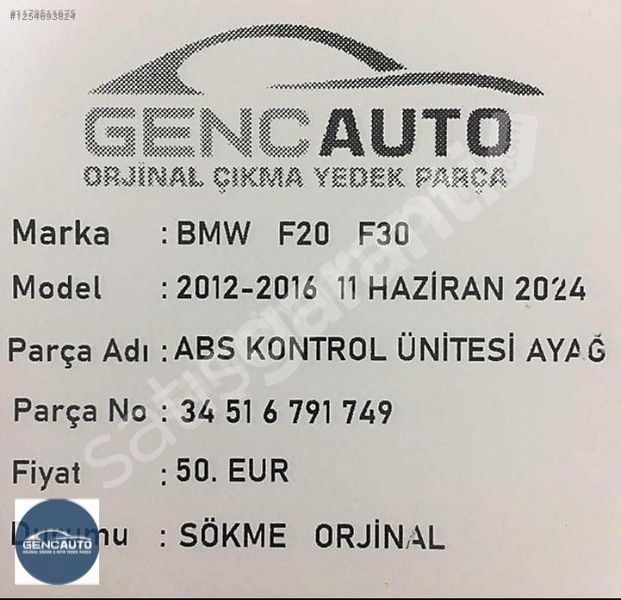 #1254693824
GENCAUTO
ORJİNAL ÇIKMA YEDEK PARÇA
Marka : BMW F20 F30
Model : 2012-2016 11 HAZİRAN 2024
Parça Adı : ABS KONTROL ÜNİTESİ AYAĞ
Parça No : 34 51 6 791 749
Fiyat : 50. EUR
Durumu : SÖKME ORJİNAL
GENCAUTO